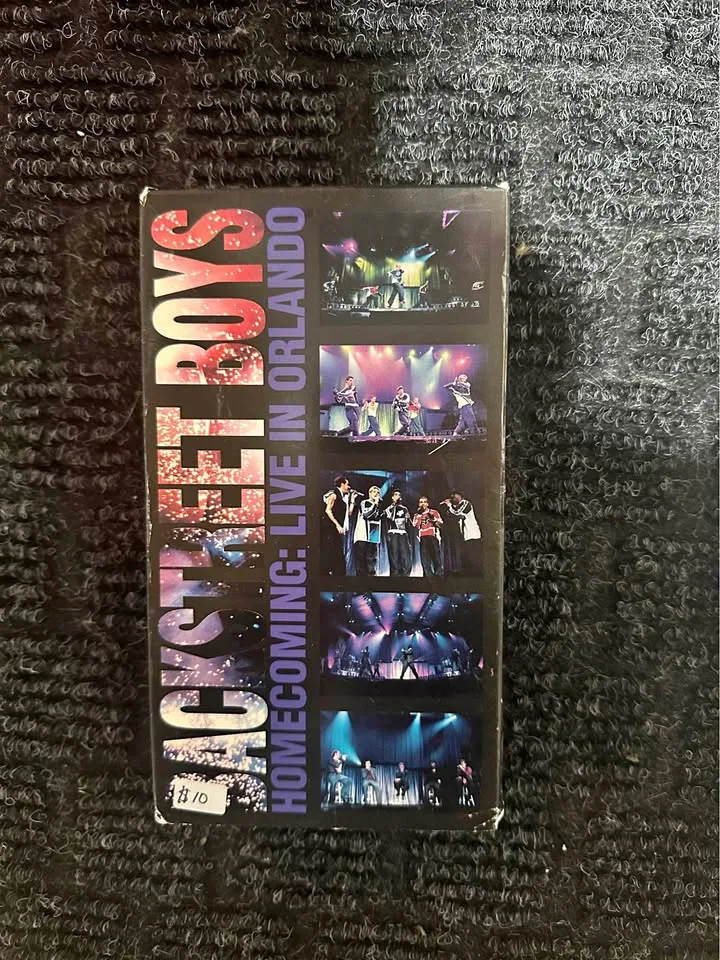 BACKSTREET BOYS
HOMECOMING: LIVE IN ORLANDO
$10